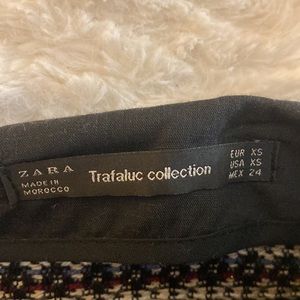 ZARA
MADE IN
MOROCCO
Trafaluc collection
EUR XS
USA XS
MEX 24